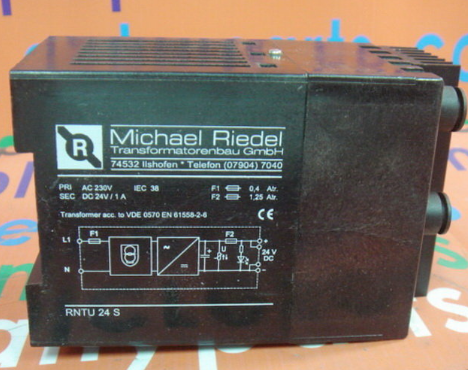 R
Michael Riedel
Transformatorenbau GmbH
74532 Ilshofen * Telefon (07904) 7040
PRI AC 230V IEC 38 F1 0,4 Atr.
SEC DC 24V / 1 A F2 1,25 Atr.
Transformer acc. to VDE 0570 EN 61558-2-6 CE
L1 F1 F2 +
U
24 V
DC
N -
RNTU 24 S